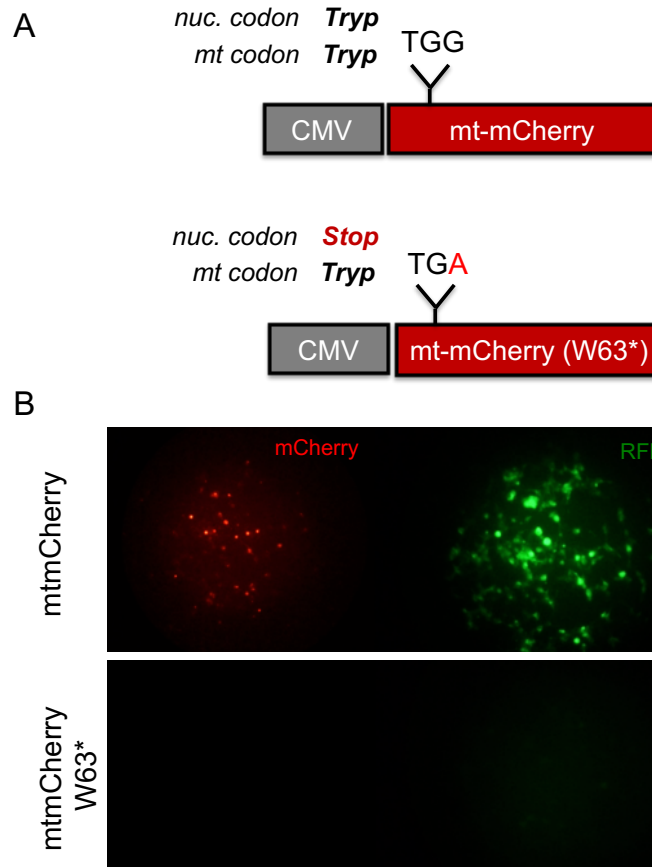 A
nuc. codon Tryp
mt codon Tryp
TGG
CMV
mt-mCherry
nuc. codon Stop
mt codon Tryp
TGA
CMV
mt-mCherry (W63*)
B
mtmCherry
mCherry
mtmCherry
W63*